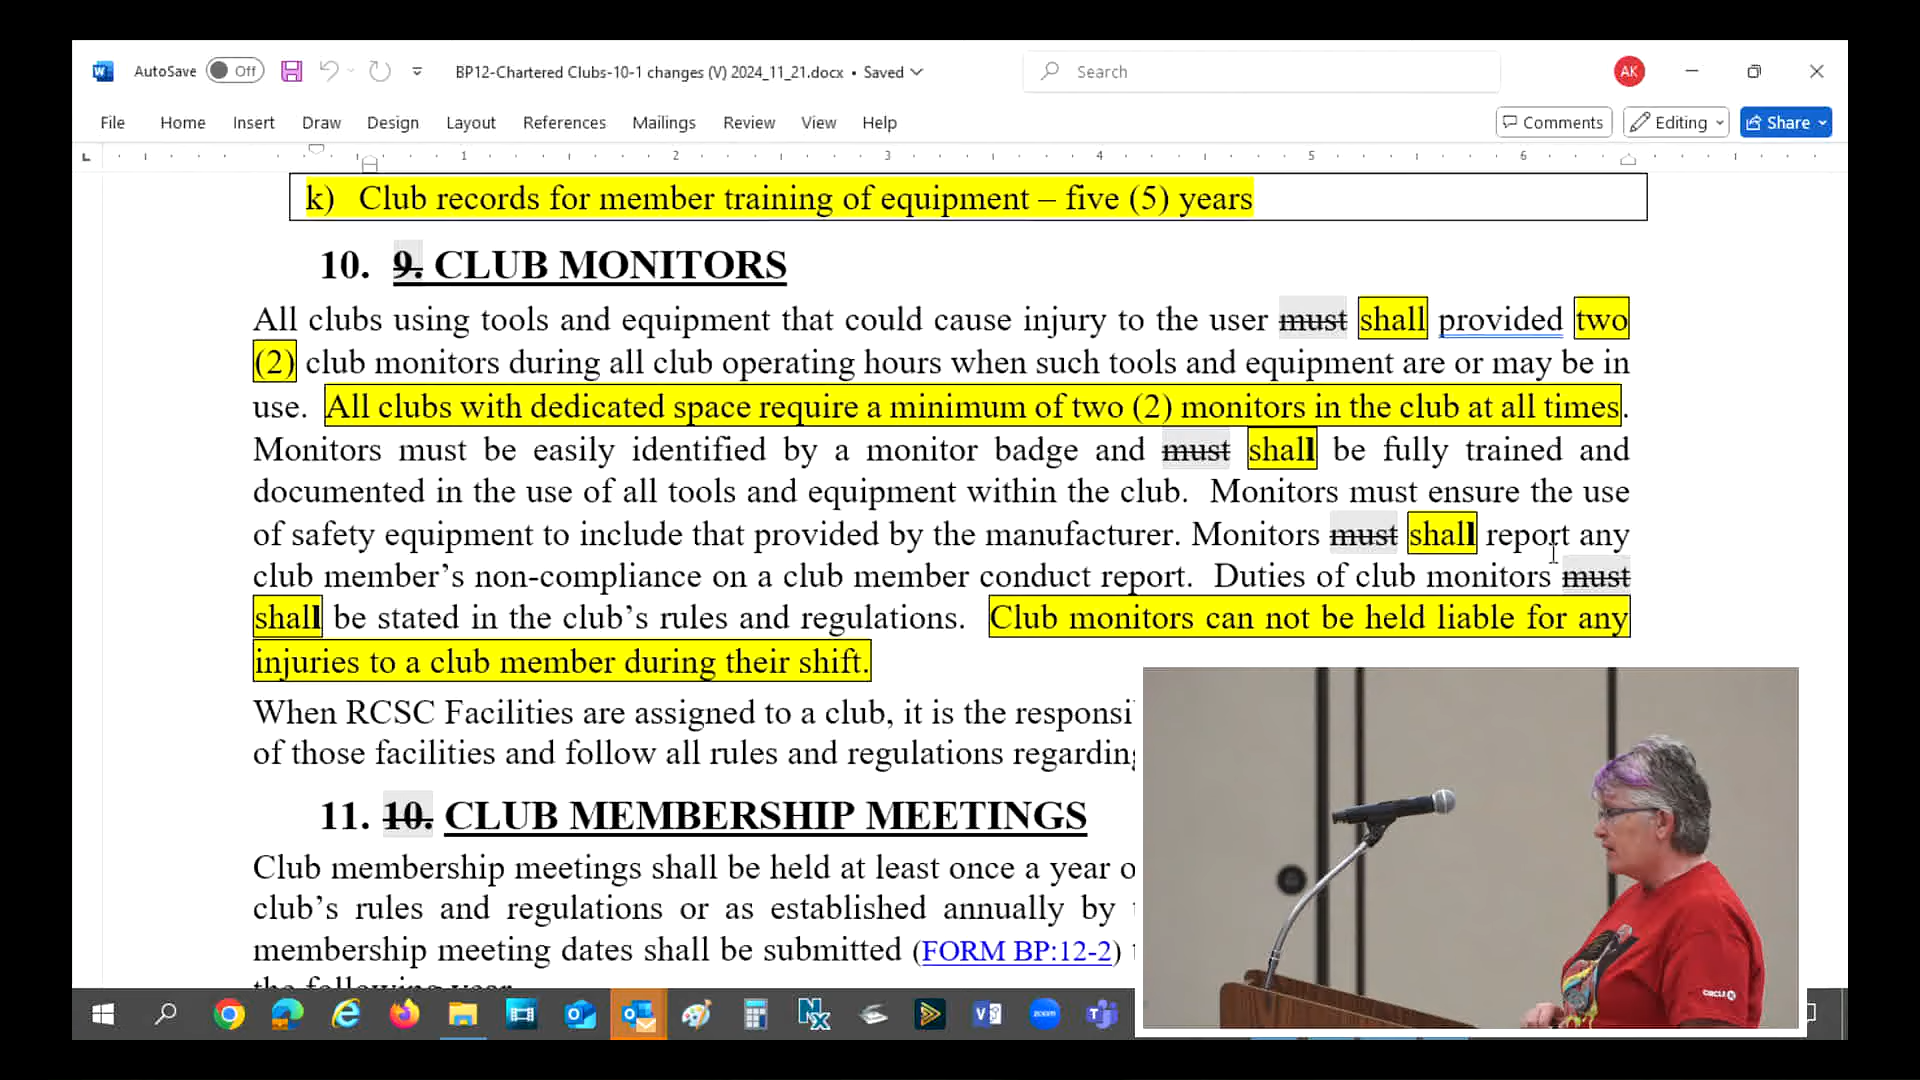 AutoSave Off BP12-Chartered Clubs-10-1 changes (V) 2024_11_21.docx • Saved Search AK
File Home Insert Draw Design Layout References Mailings Review View Help Comments Editing Share
1 2 3 4 5 6
k) Club records for member training of equipment – five (5) years
10. 9. CLUB MONITORS
All clubs using tools and equipment that could cause injury to the user must shall provided two
(2) club monitors during all club operating hours when such tools and equipment are or may be in
use. All clubs with dedicated space require a minimum of two (2) monitors in the club at all times.
Monitors must be easily identified by a monitor badge and must shall be fully trained and
documented in the use of all tools and equipment within the club. Monitors must ensure the use
of safety equipment to include that provided by the manufacturer. Monitors must shall report any
club member’s non-compliance on a club member conduct report. Duties of club monitors must
shall be stated in the club’s rules and regulations. Club monitors can not be held liable for any
injuries to a club member during their shift.
When RCSC Facilities are assigned to a club, it is the responsi
of those facilities and follow all rules and regulations regarding
11. 10. CLUB MEMBERSHIP MEETINGS
Club membership meetings shall be held at least once a year o
club’s rules and regulations or as established annually by
membership meeting dates shall be submitted (FORM BP:12-2)
the following year
zoom
CIRCLE K